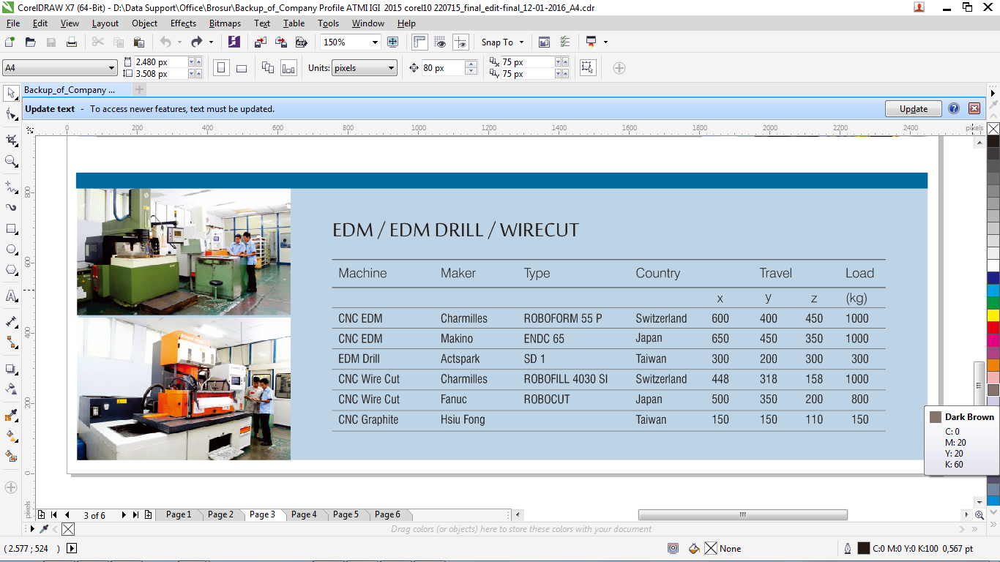 CorelDRAW X7 (64-Bit) - D:\Data Support\Office\Brosur\Backup_of_Company Profile ATMI IGI  2015 corel10 220715_final_edit-final_12-01-2016_A4.cdr
File Edit View Layout Object Effects Bitmaps Text Table Tools Window Help
150% Snap To
A4 2.480 px 3.508 px Units: pixels 80 px 75 px 75 px
Backup_of_Company ...
Update text - To access newer features, text must be updated. Update
0 200 400 600 800 1000 1200 1400 1600 1800 2000 2200 2400 pixels
800
600
400
200
0
pixels
EDM / EDM DRILL / WIRECUT
Machine Maker Type Country Travel Load
x y z (kg)
CNC EDM Charmilles ROBOFORM 55 P Switzerland 600 400 450 1000
CNC EDM Makino ENDC 65 Japan 650 450 350 1000
EDM Drill Actspark SD 1 Taiwan 300 200 300 300
CNC Wire Cut Charmilles ROBOFILL 4030 SI Switzerland 448 318 158 1000
CNC Wire Cut Fanuc ROBOCUT Japan 500 350 200 800
CNC Graphite Hsiu Fong Taiwan 150 150 110 150
Dark Brown
C: 0
M: 20
Y: 20
K: 60
3 of 6 Page 1 Page 2 Page 3 Page 4 Page 5 Page 6
Drag colors (or objects) here to store these colors with your document
( 2.577 ; 524 ) None C:0 M:0 Y:0 K:100 0,567 pt